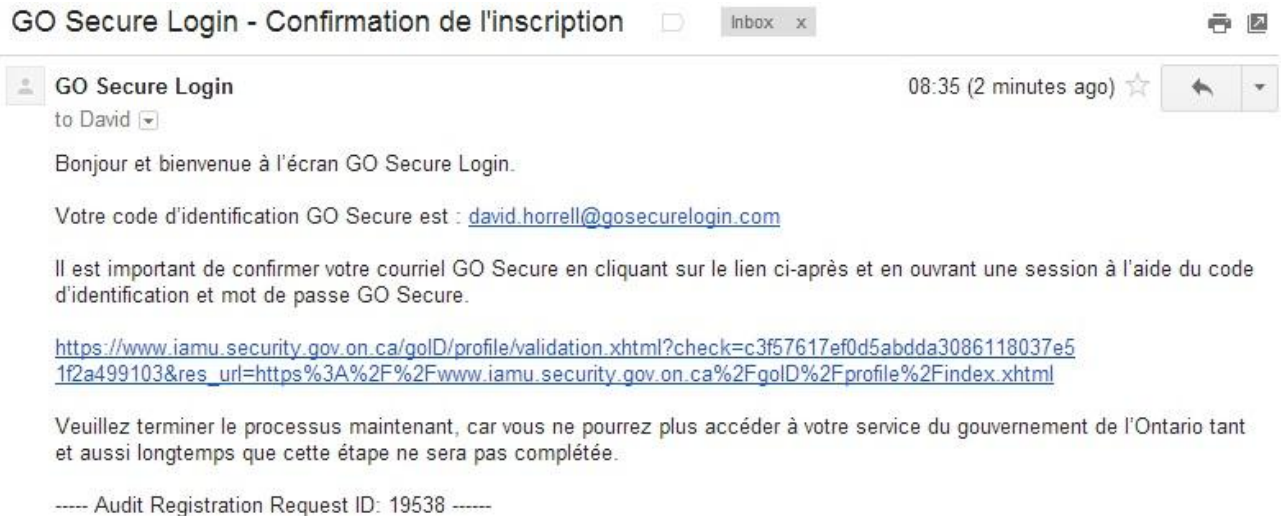 GO Secure Login - Confirmation de l'inscription Inbox x
GO Secure Login 08:35 (2 minutes ago)
to David
Bonjour et bienvenue à l’écran GO Secure Login.
Votre code d’identification GO Secure est : david.horrell@gosecurelogin.com
Il est important de confirmer votre courriel GO Secure en cliquant sur le lien ci-après et en ouvrant une session à l’aide du code
d’identification et mot de passe GO Secure.
https://www.iamu.security.gov.on.ca/goID/profile/validation.xhtml?check=c3f57617ef0d5abdda3086118037e5
1f2a499103&res_url=https%3A%2F%2Fwww.iamu.security.gov.on.ca%2FgoID%2Fprofile%2Findex.xhtml
Veuillez terminer le processus maintenant, car vous ne pourrez plus accéder à votre service du gouvernement de l’Ontario tant
et aussi longtemps que cette étape ne sera pas complétée.
----- Audit Registration Request ID: 19538 ------